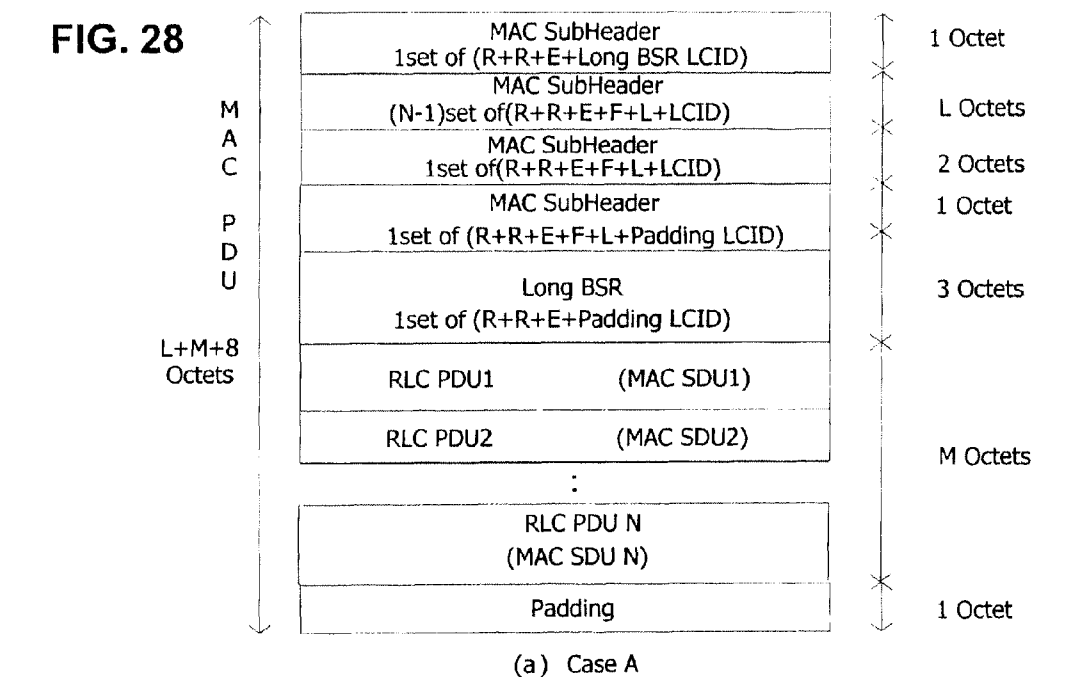 FIG. 28
MAC SubHeader
1set of (R+R+E+Long BSR LCID)
1 Octet
MAC SubHeader
(N-1)set of(R+R+E+F+L+LCID)
L Octets
MAC SubHeader
1set of(R+R+E+F+L+LCID)
2 Octets
MAC SubHeader
1set of (R+R+E+F+L+Padding LCID)
1 Octet
Long BSR
1set of (R+R+E+Padding LCID)
3 Octets
M
A
C
P
D
U
L+M+8
Octets
RLC PDU1 (MAC SDU1)
RLC PDU2 (MAC SDU2)
:
RLC PDU N
(MAC SDU N)
M Octets
Padding
1 Octet
(a) Case A